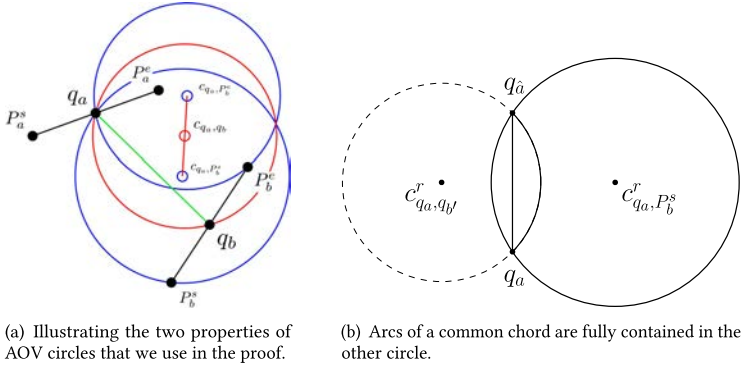 P_a^e
c_{q_a,P_b^e}
q_a
P_a^s
c_{q_a,q_b}
c_{q_a,P_b^s}
P_b^e
q_b
P_b^s
q_â
c^r_{q_a,q_{b'}}
c^r_{q_a,P_b^s}
q_a
(a) Illustrating the two properties of
AOV circles that we use in the proof.
(b) Arcs of a common chord are fully contained in the
other circle.